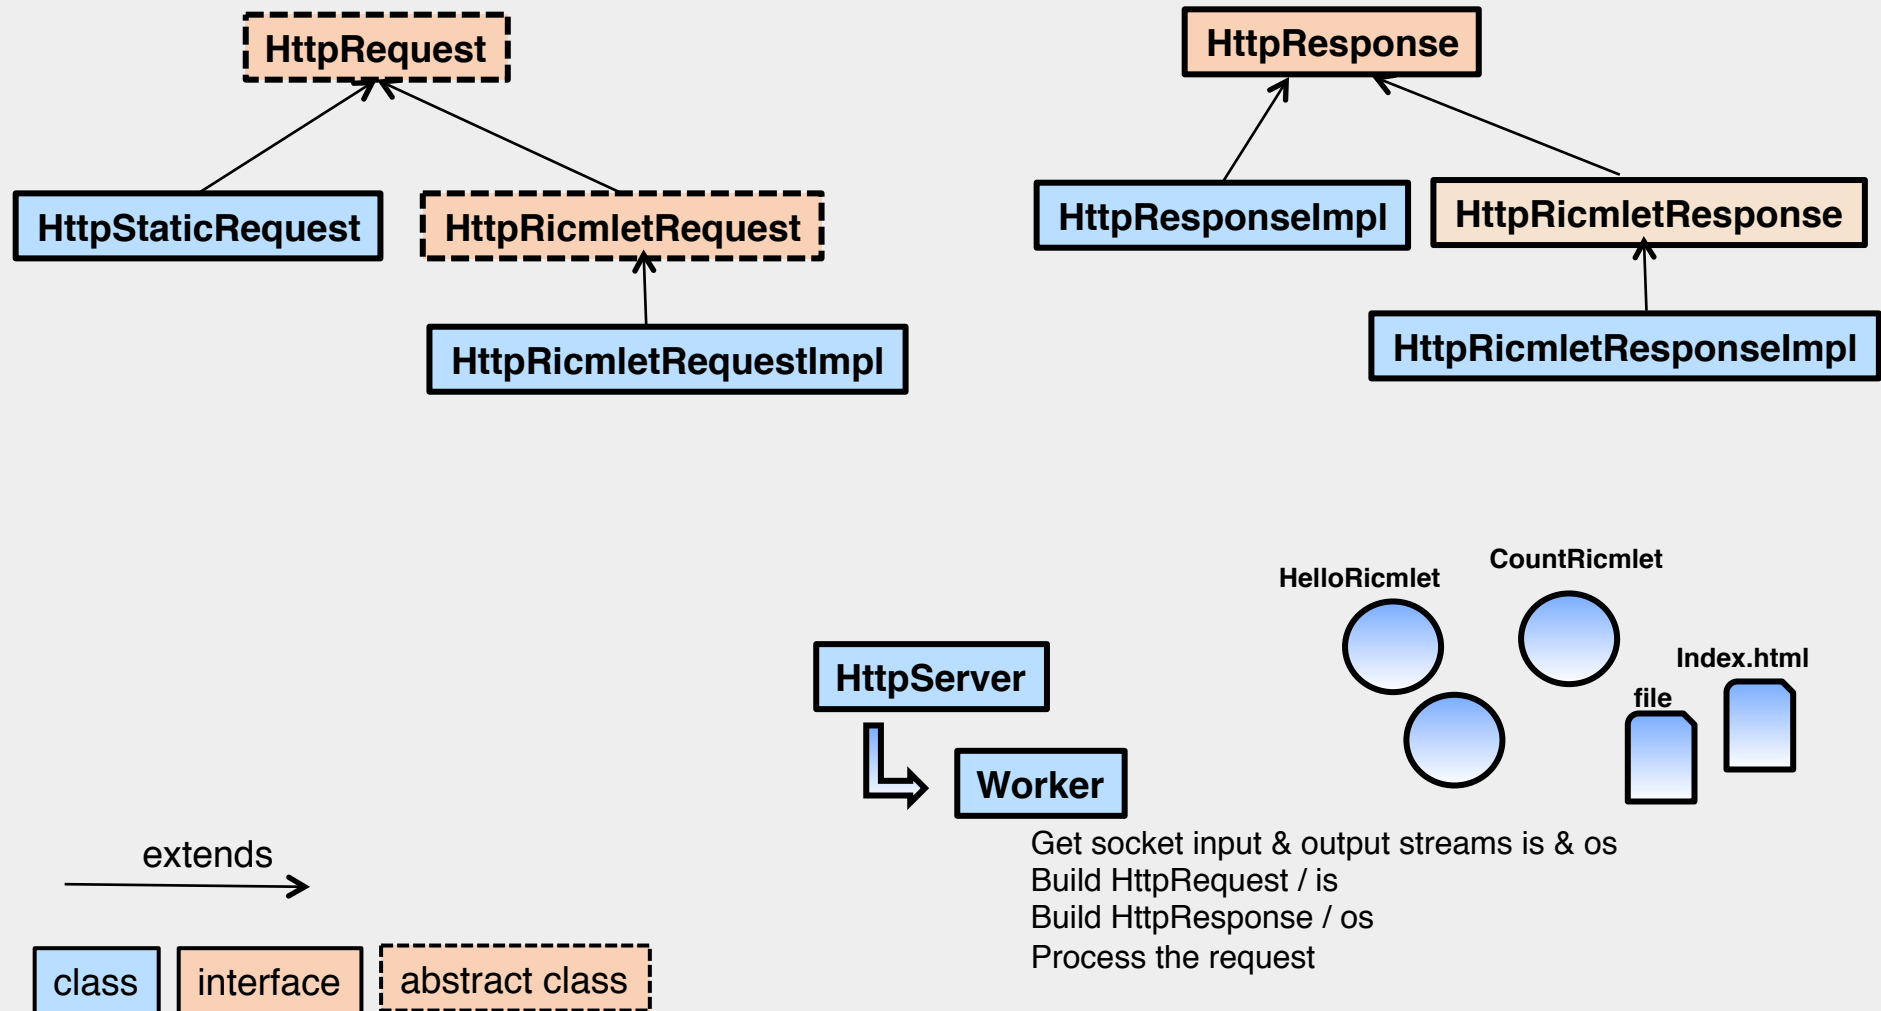 HttpRequest
HttpResponse
HttpStaticRequest
HttpRicmletRequest
HttpResponseImpl
HttpRicmletResponse
HttpRicmletRequestImpl
HttpRicmletResponseImpl
HelloRicmlet
CountRicmlet
Index.html
file
HttpServer
Worker
Get socket input & output streams is & os
Build HttpRequest / is
Build HttpResponse / os
Process the request
extends
class
interface
abstract class